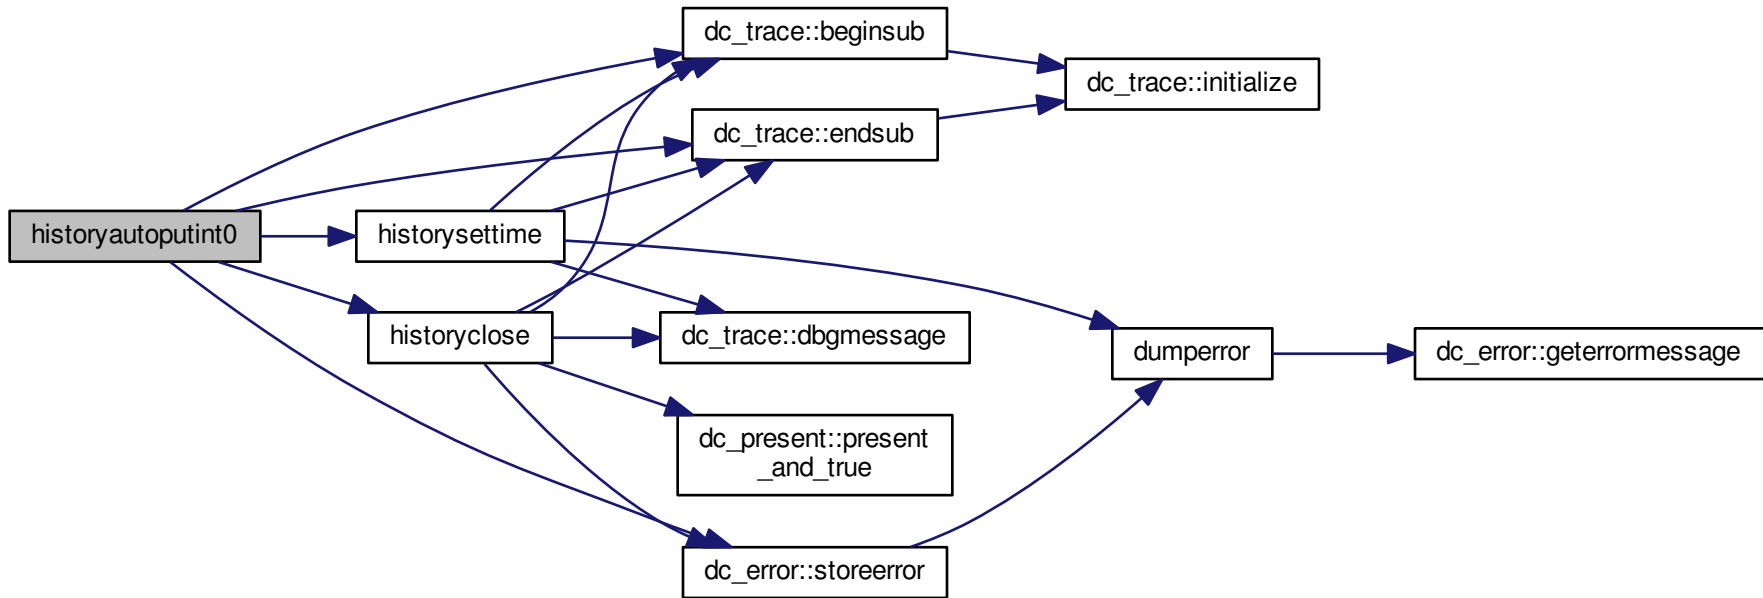 dc_trace::beginsub
dc_trace::initialize
dc_trace::endsub
historyautoputint0
historysettime
historyclose
dc_trace::dbgmessage
dumperror
dc_error::geterrormessage
dc_present::present
_and_true
dc_error::storeerror